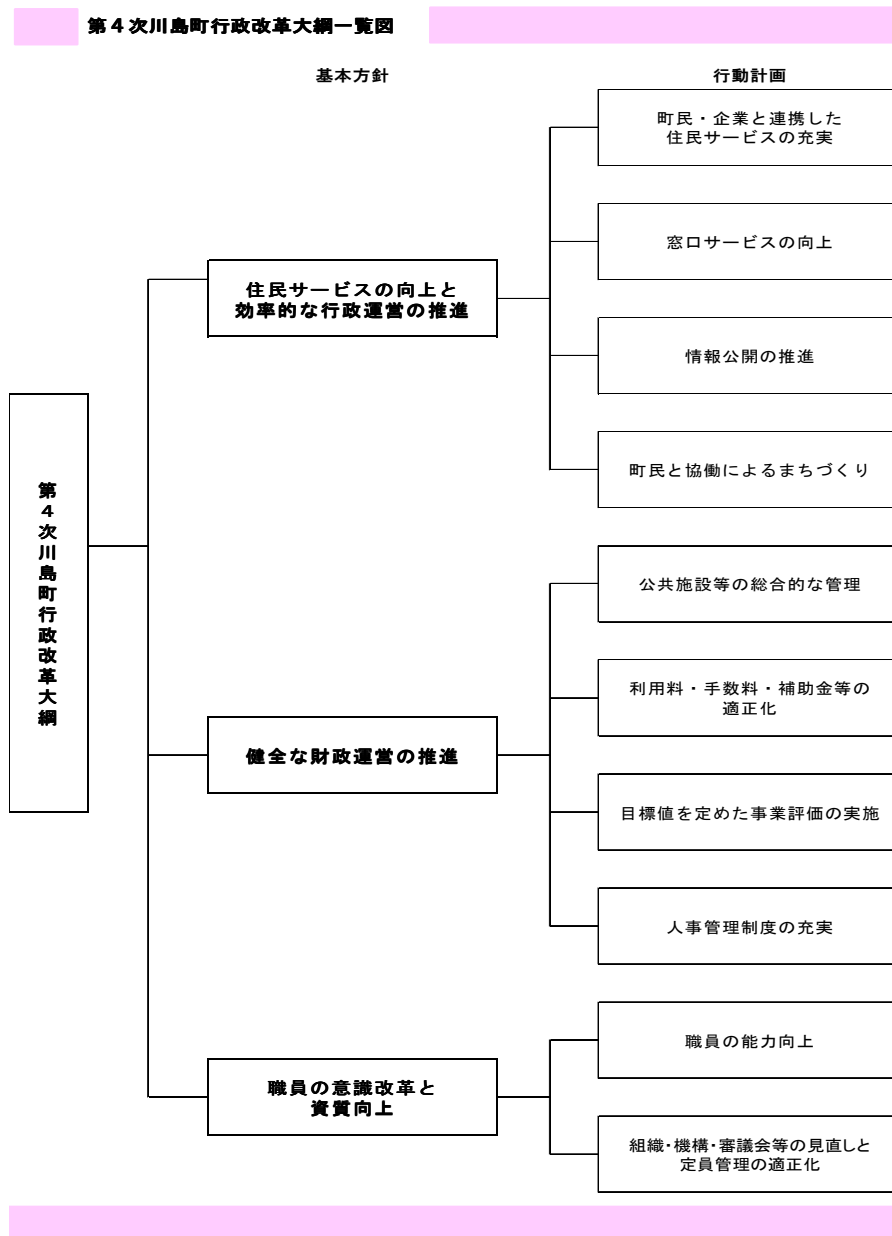 第４次川島町行政改革大綱一覧図
基本方針
行動計画
第４次川島町行政改革大綱
住民サービスの向上と
効率的な行政運営の推進
町民・企業と連携した
住民サービスの充実
窓口サービスの向上
情報公開の推進
町民と協働によるまちづくり
健全な財政運営の推進
公共施設等の総合的な管理
利用料・手数料・補助金等の
適正化
目標値を定めた事業評価の実施
人事管理制度の充実
職員の意識改革と
資質向上
職員の能力向上
組織・機構・審議会等の見直しと
定員管理の適正化